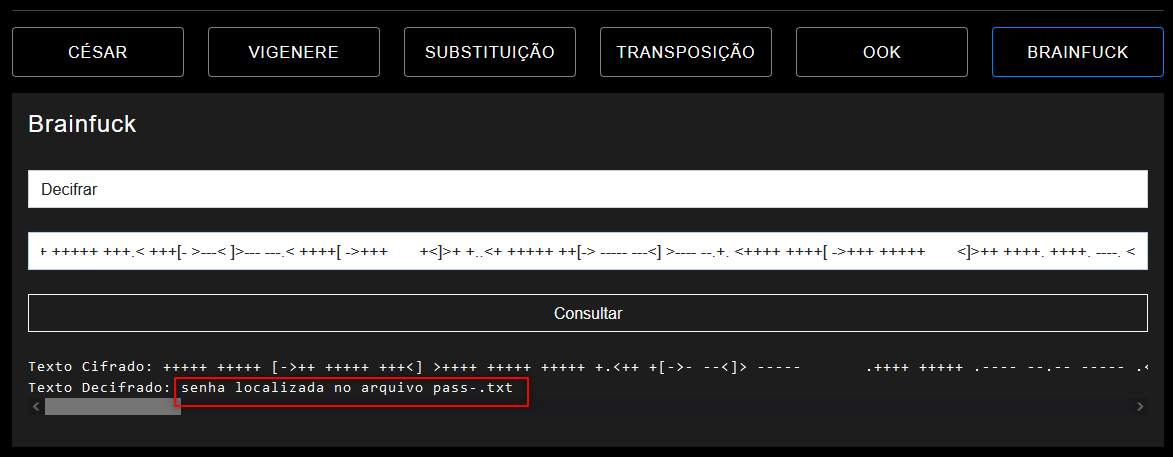 CÉSAR VIGENERE SUBSTITUIÇÃO TRANSPOSIÇÃO OOK BRAINFUCK
Brainfuck
Decifrar
+ +++++ +++.< +++[- >---< ]>--- ---.< ++++[ ->+++ +<]>+ +..<+ +++++ ++[-> ----- ---<] >---- --.+. <++++ ++++[ ->+++ +++++ <]>++ ++++. ++++. ----. <
Consultar
Texto Cifrado: +++++ +++++ [->++ +++++ +++<] >++++ +++++ +++++ +.<++ +[->- --<]> ----- .++++ +++++ .---- --.-- ----- .<
Texto Decifrado: senha localizada no arquivo pass-.txt